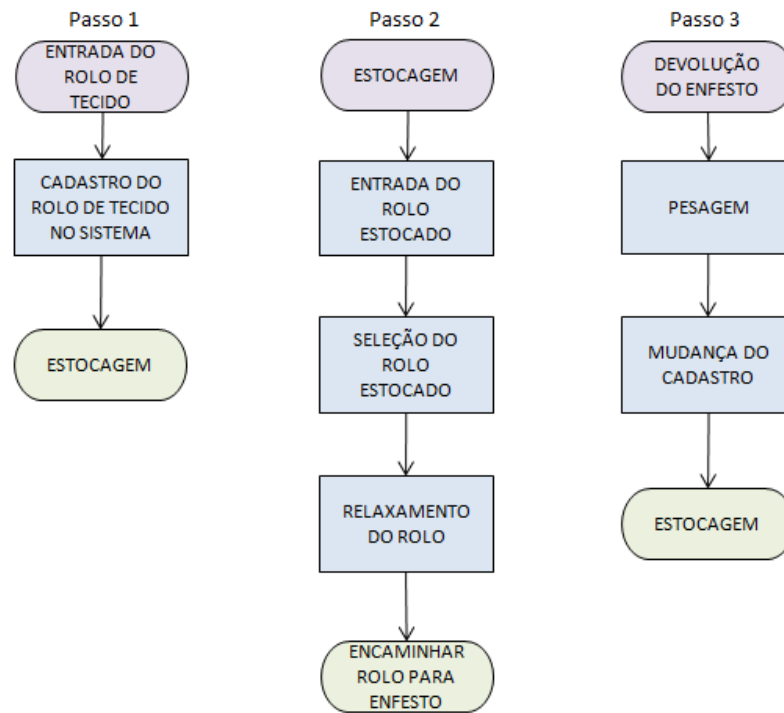 Passo 1
ENTRADA DO
ROLO DE
TECIDO
CADASTRO DO
ROLO DE TECIDO
NO SISTEMA
ESTOCAGEM
Passo 2
ESTOCAGEM
ENTRADA DO
ROLO
ESTOCADO
SELEÇÃO DO
ROLO
ESTOCADO
RELAXAMENTO
DO ROLO
ENCAMINHAR
ROLO PARA
ENFESTO
Passo 3
DEVOLUÇÃO
DO ENFESTO
PESAGEM
MUDANÇA DO
CADASTRO
ESTOCAGEM